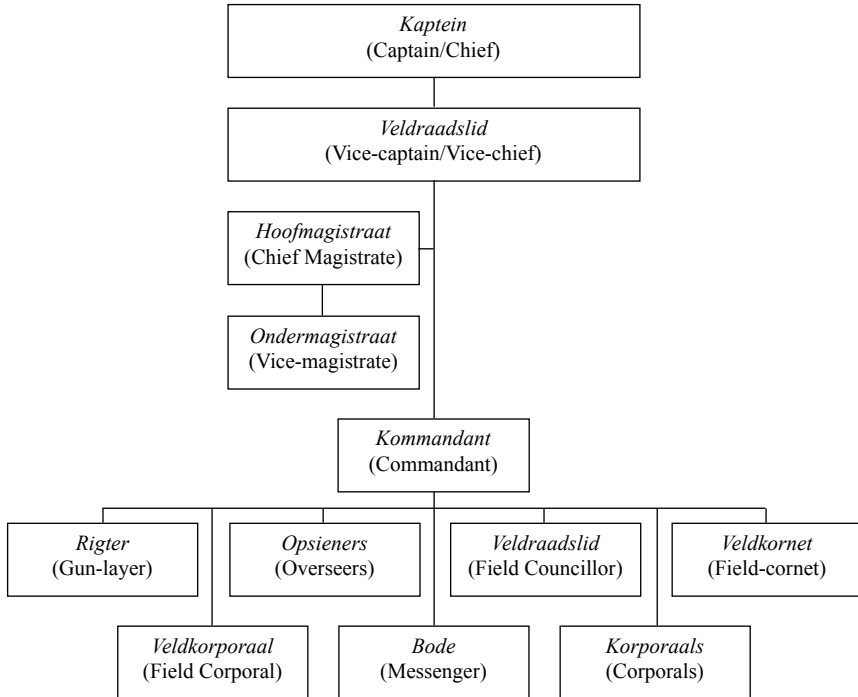 Kaptein
(Captain/Chief)
Veldraadslid
(Vice-captain/Vice-chief)
Hoofmagistraat
(Chief Magistrate)
Ondermagistraat
(Vice-magistrate)
Kommandant
(Commandant)
Rigter
(Gun-layer)
Opsieners
(Overseers)
Veldraadslid
(Field Councillor)
Veldkornet
(Field-cornet)
Veldkorporaal
(Field Corporal)
Bode
(Messenger)
Korporaals
(Corporals)